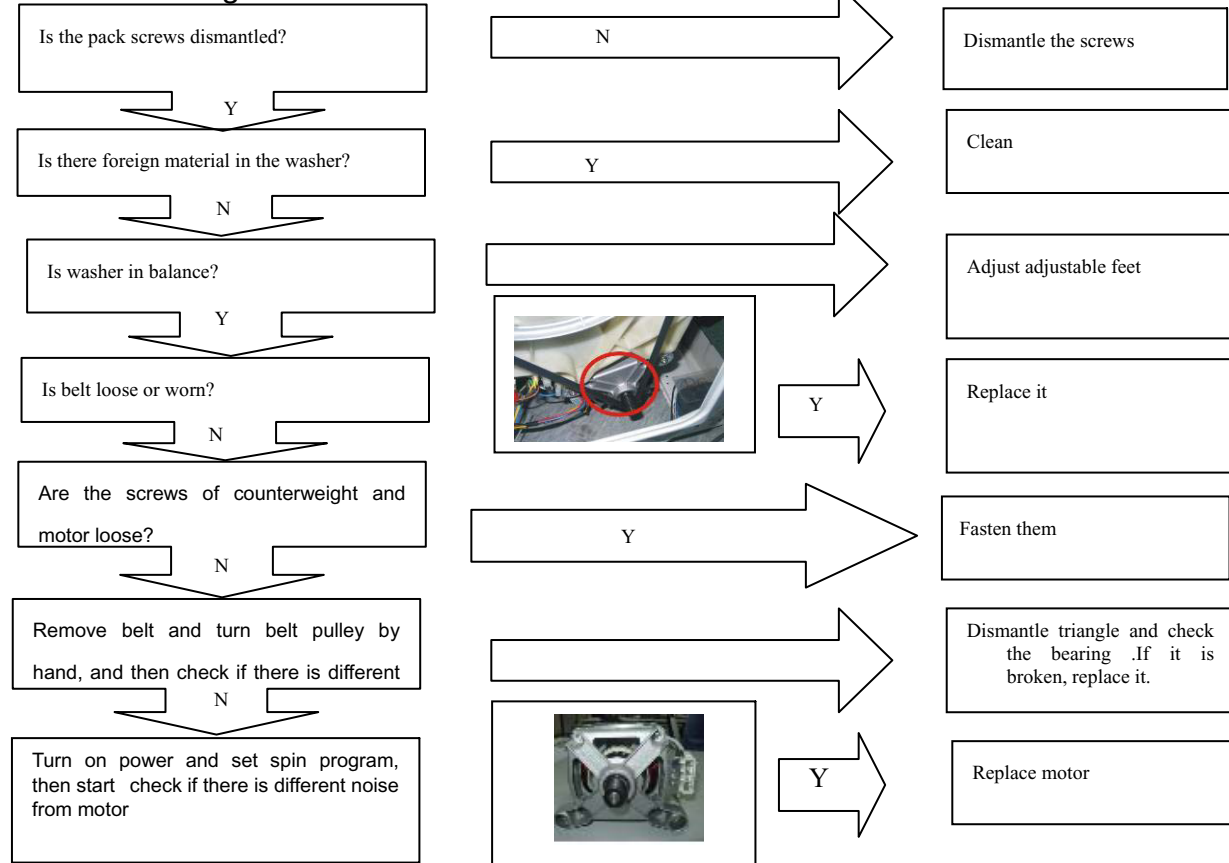 Is the pack screws dismantled?
N
Dismantle the screws
Y
Is there foreign material in the washer?
Y
Clean
N
Is washer in balance?
Adjust adjustable feet
Y
Is belt loose or worn?
Y
Replace it
N
Are the screws of counterweight and
motor loose?
Y
Fasten them
N
Remove belt and turn belt pulley by
hand, and then check if there is different
Dismantle triangle and check
the bearing .If it is
broken, replace it.
N
Turn on power and set spin program,
then start check if there is different noise
from motor
Y
Replace motor